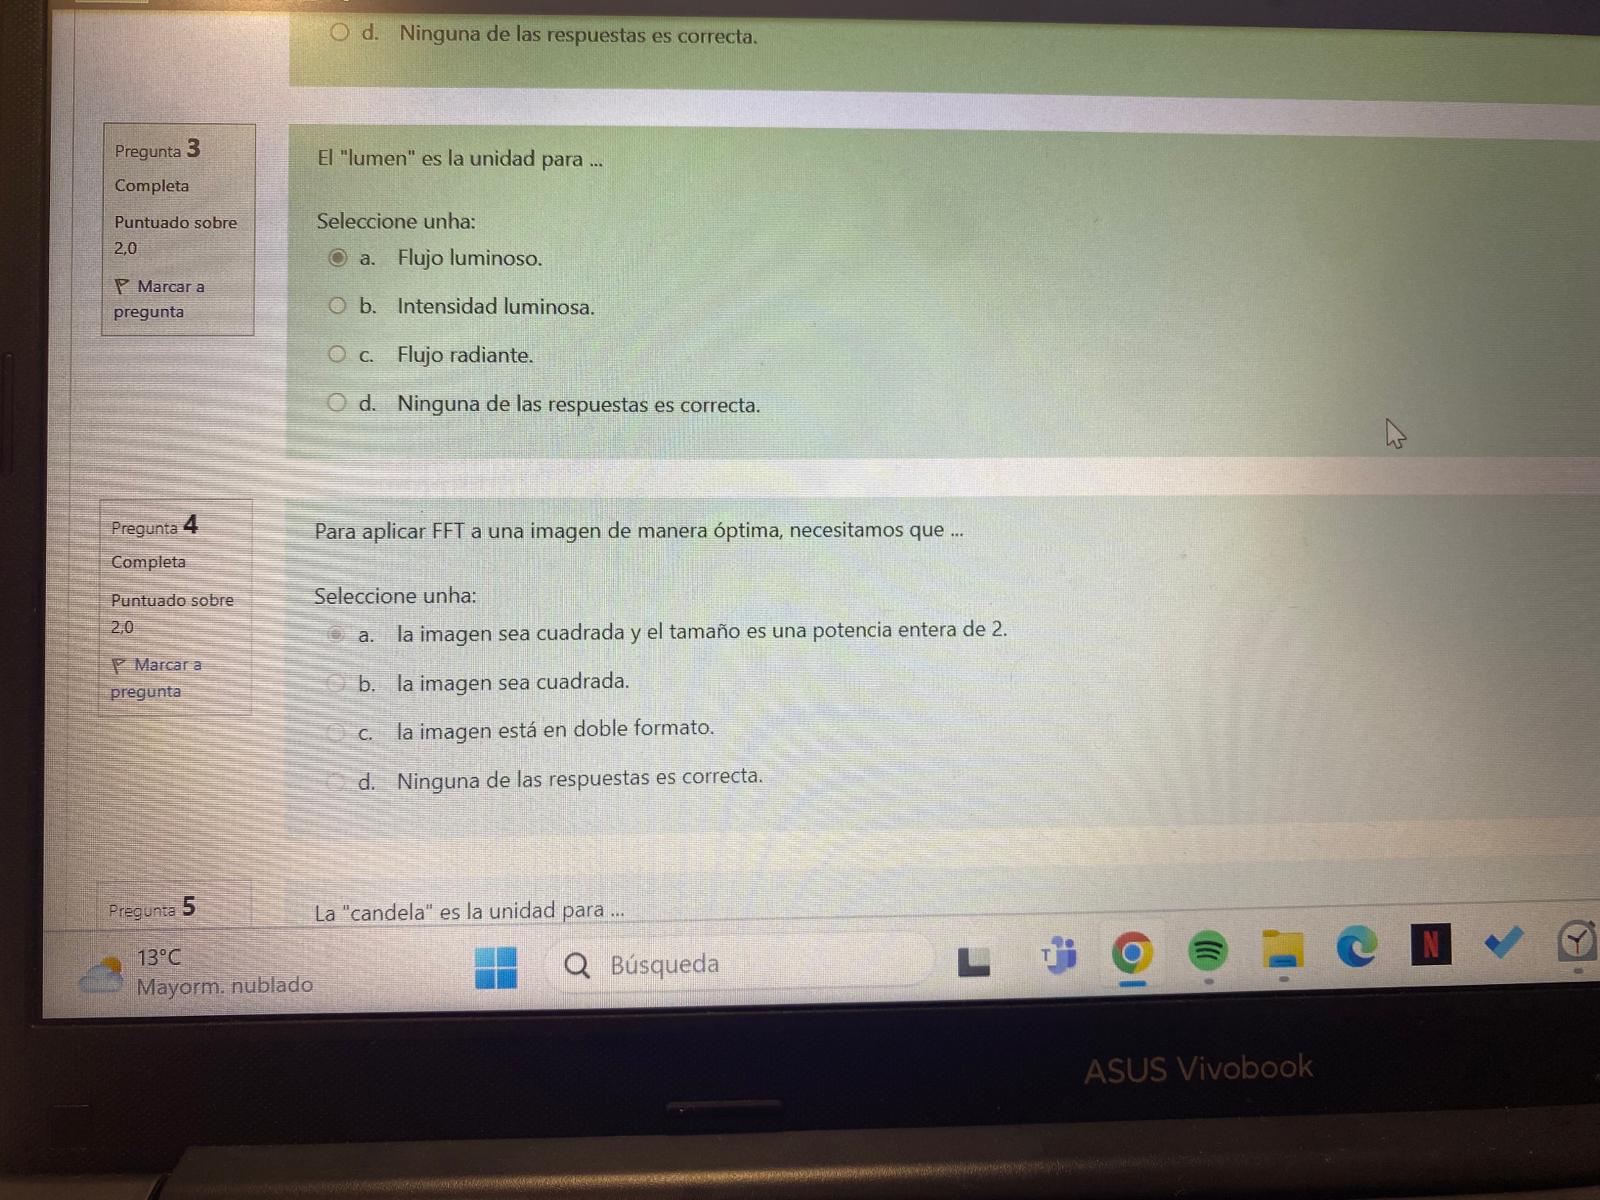 d. Ninguna de las respuestas es correcta.
Pregunta 3
Completa
Puntuado sobre
2,0
Marcar a
pregunta
El "lumen" es la unidad para ...
Seleccione unha:
a. Flujo luminoso.
b. Intensidad luminosa.
c. Flujo radiante.
d. Ninguna de las respuestas es correcta.
Pregunta 4
Completa
Puntuado sobre
2,0
Marcar a
pregunta
Para aplicar FFT a una imagen de manera óptima, necesitamos que ...
Seleccione unha:
a. la imagen sea cuadrada y el tamaño es una potencia entera de 2.
b. la imagen sea cuadrada.
c. la imagen está en doble formato.
d. Ninguna de las respuestas es correcta.
Pregunta 5
La "candela" es la unidad para ...
13°C
Mayorm. nublado
Búsqueda
T
N
ASUS Vivobook